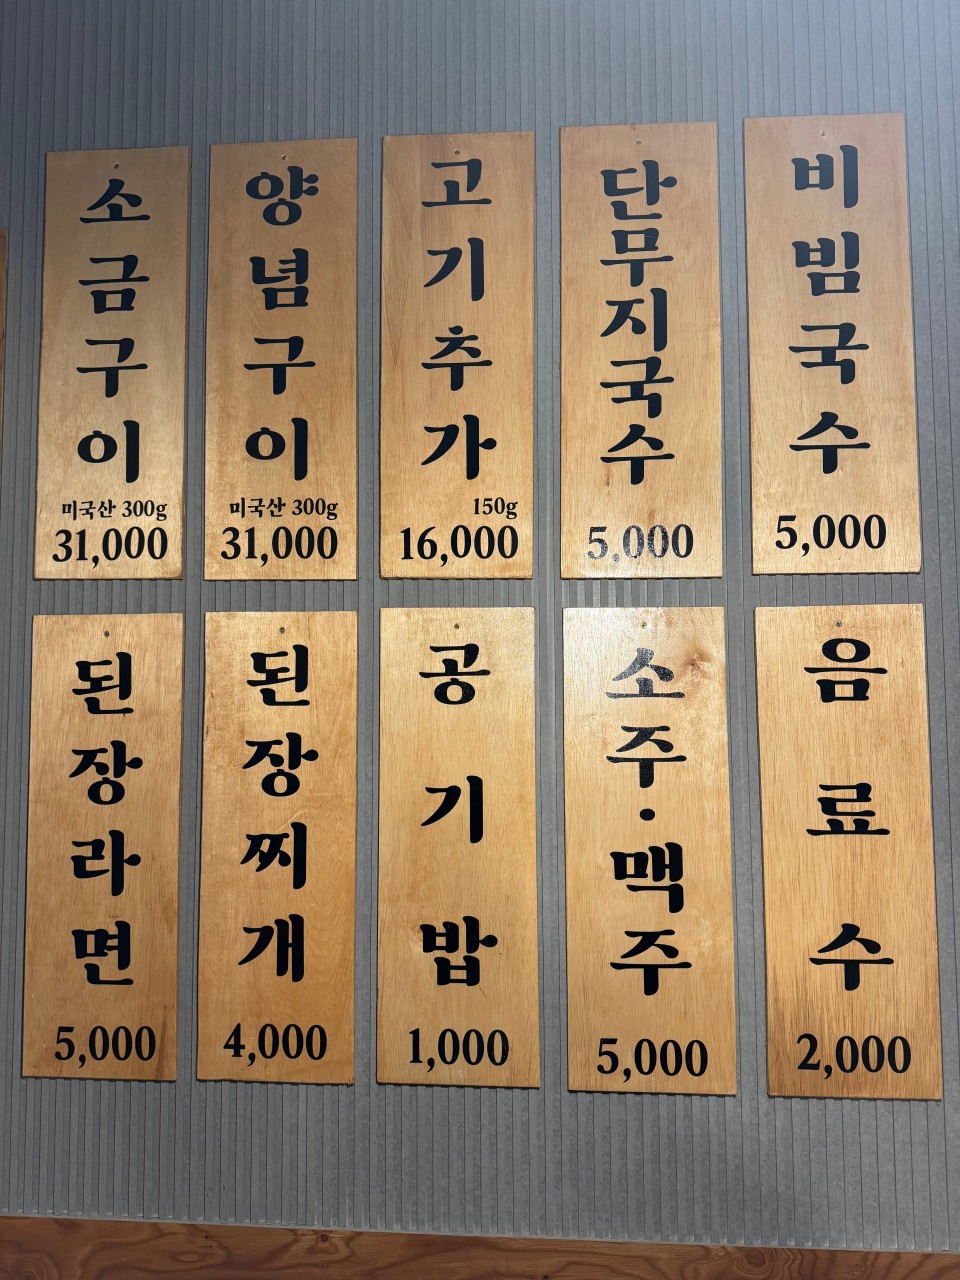 소금구이
미국산 300g
31,000
양념구이
미국산 300g
31,000
고기추가
150g
16,000
단무지국수
5,000
비빔국수
5,000
된장라면
5,000
된장찌개
4,000
공기밥
1,000
소주·맥주
5,000
음료수
2,000